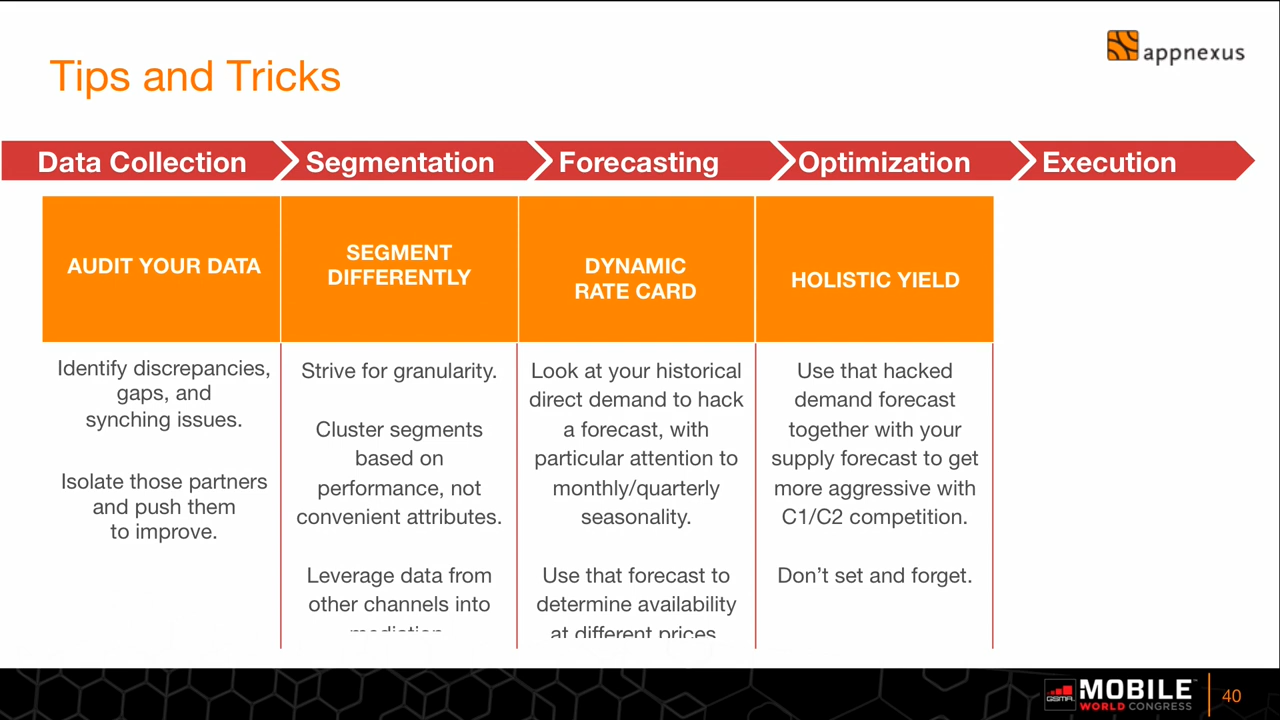 Tips and Tricks
appnexus
Data Collection
Segmentation
Forecasting
Optimization
Execution
AUDIT YOUR DATA
Identify discrepancies,
gaps, and
synching issues.
Isolate those partners
and push them
to improve.
SEGMENT
DIFFERENTLY
Strive for granularity.
Cluster segments
based on
performance, not
convenient attributes.
Leverage data from
other channels into
mediation
DYNAMIC
RATE CARD
Look at your historical
direct demand to hack
a forecast, with
particular attention to
monthly/quarterly
seasonality.
Use that forecast to
determine availability
at different prices
HOLISTIC YIELD
Use that hacked
demand forecast
together with your
supply forecast to get
more aggressive with
C1/C2 competition.
Don’t set and forget.
GSMA
MOBILE
WORLD CONGRESS
40